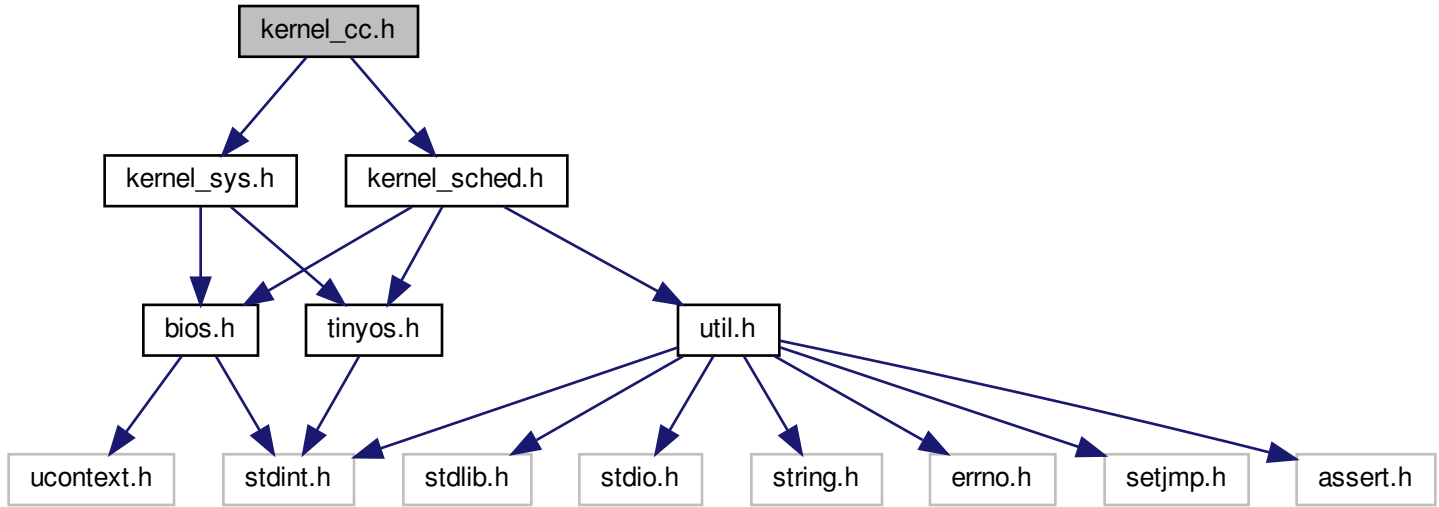 kernel_cc.h
kernel_sys.h
kernel_sched.h
bios.h
tinyos.h
util.h
ucontext.h
stdint.h
stdlib.h
stdio.h
string.h
errno.h
setjmp.h
assert.h